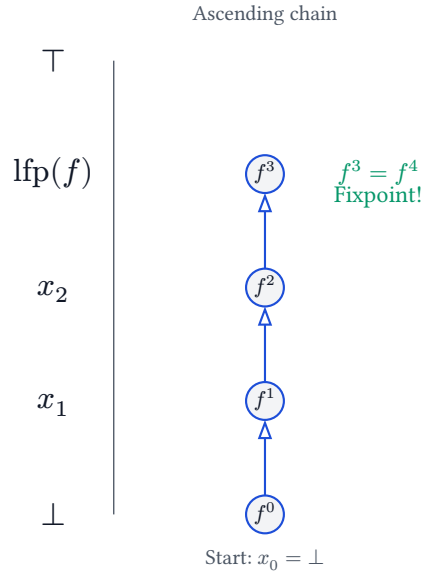 Ascending chain
⊤
lfp(f) f³ f³ = f⁴
Fixpoint!
x₂ f²
x₁ f¹
⊥ f⁰
Start: x₀ = ⊥